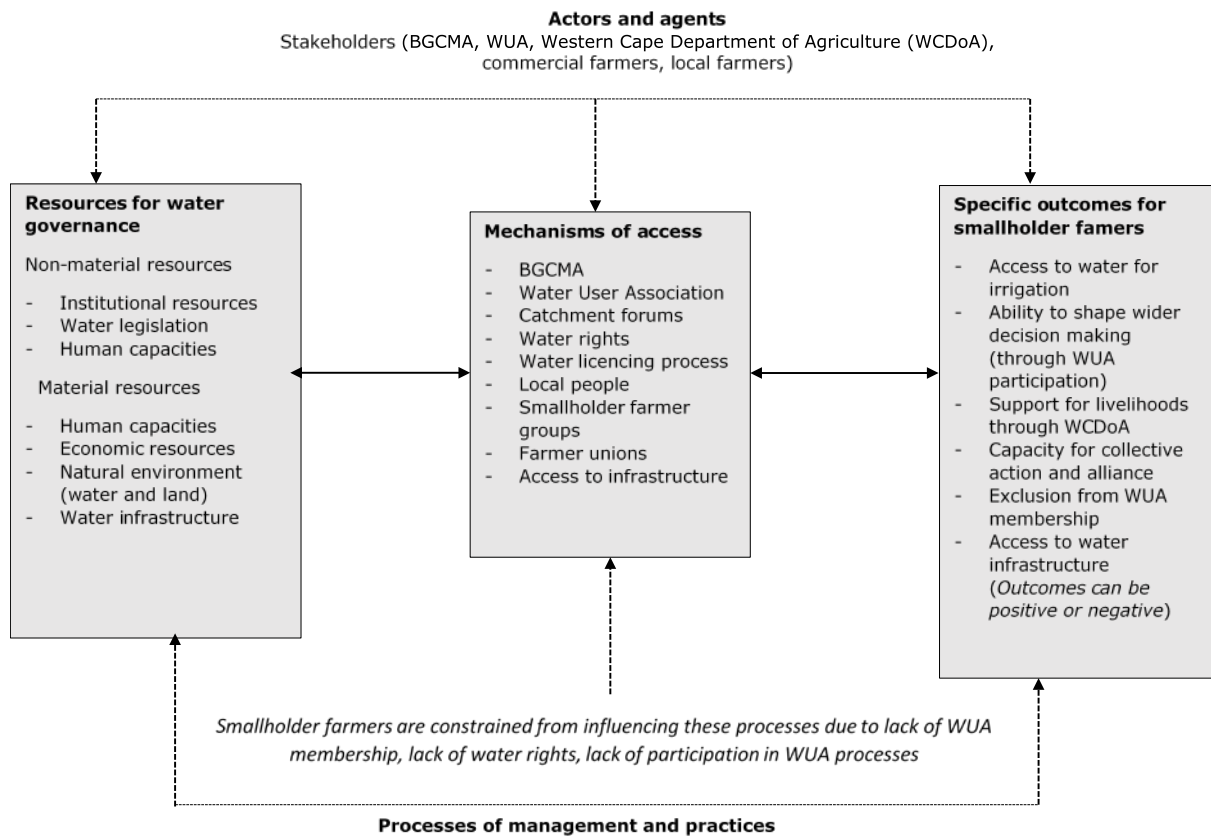 Actors and agents
Stakeholders (BGCMA, WUA, Western Cape Department of Agriculture (WCDoA),
commercial farmers, local farmers)
Resources for water
governance
Non-material resources
- Institutional resources
- Water legislation
- Human capacities
Material resources
- Human capacities
- Economic resources
- Natural environment
(water and land)
- Water infrastructure
Mechanisms of access
- BGCMA
- Water User Association
- Catchment forums
- Water rights
- Water licencing process
- Local people
- Smallholder farmer
groups
- Farmer unions
- Access to infrastructure
Specific outcomes for
smallholder famers
- Access to water for
irrigation
- Ability to shape wider
decision making
(through WUA
participation)
- Support for livelihoods
through WCDoA
- Capacity for collective
action and alliance
- Exclusion from WUA
membership
- Access to water
infrastructure
(Outcomes can be
positive or negative)
Smallholder farmers are constrained from influencing these processes due to lack of WUA
membership, lack of water rights, lack of participation in WUA processes
Processes of management and practices